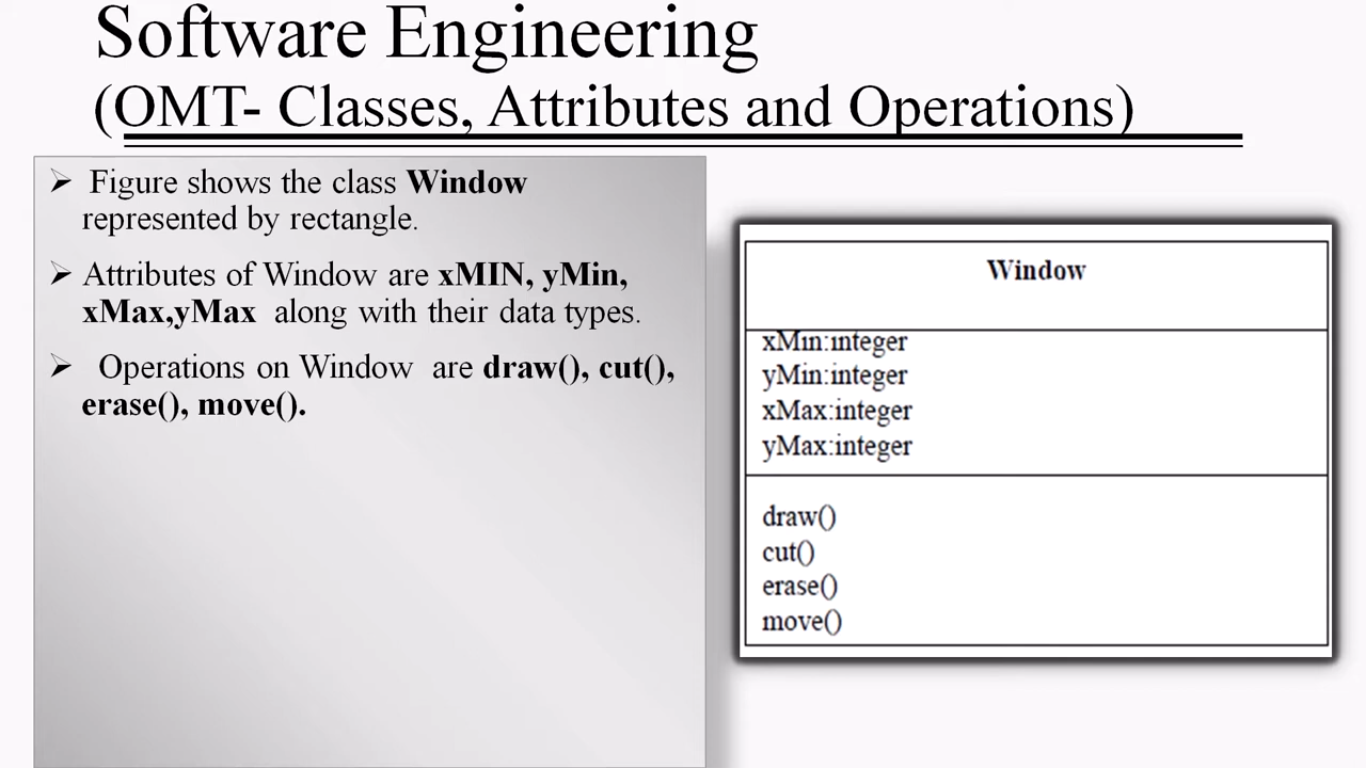 Software Engineering
(OMT- Classes, Attributes and Operations)
Figure shows the class Window
represented by rectangle.
Attributes of Window are xMIN, yMin,
xMax,yMax along with their data types.
Operations on Window are draw(), cut(),
erase(), move().
Window
xMin:integer
yMin:integer
xMax:integer
yMax:integer
draw()
cut()
erase()
move()